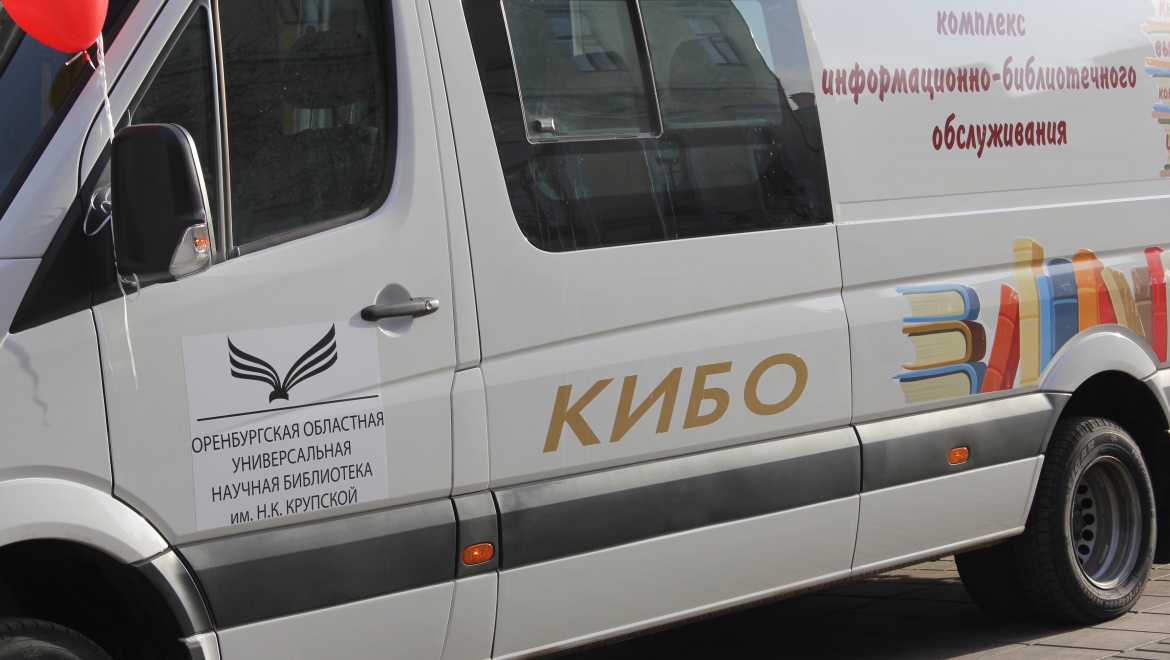 комплекс
информационно-библиотечного
обслуживания
КИБО
ОРЕНБУРГСКАЯ ОБЛАСТНАЯ
УНИВЕРСАЛЬНАЯ
НАУЧНАЯ БИБЛИОТЕКА
ИМ. Н.К. КРУПСКОЙ